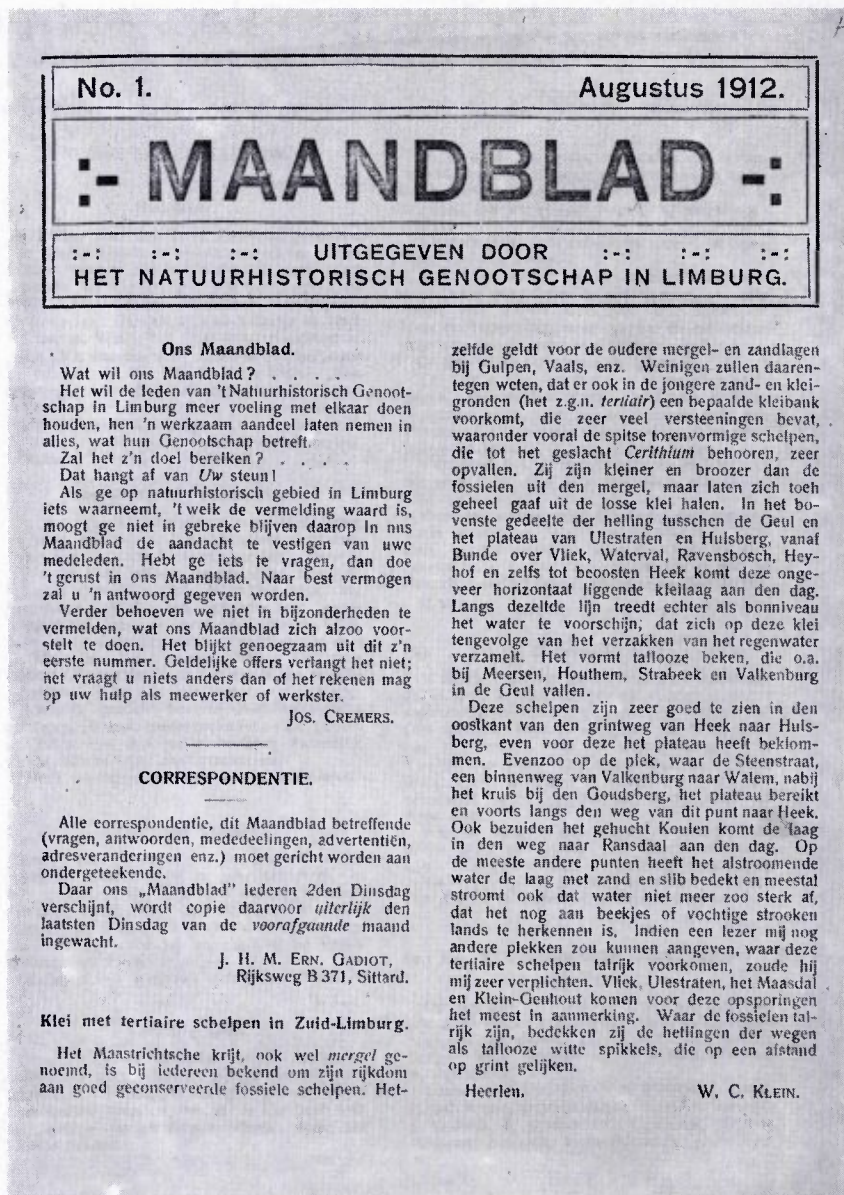 No. 1. Augustus 1912.
:- MAANDBLAD -:
:-: :-: :-: UITGEGEVEN DOOR :-: :-: :-:
HET NATUURHISTORISCH GENOOTSCHAP IN LIMBURG.
Ons Maandblad.
Wat wil ons Maandblad? . . . .
Het wil de leden van 't Natuurhistorisch Genoot-
schap in Limburg meer voeling met elkaar doen
houden, hen 'n werkzaam aandeel laten nemen in
alles, wat hun Genootschap betreft.
Zal het z'n doel bereiken? . . . .
Dat hangt af van Uw steun!
Als ge op natuurhistorisch gebied in Limburg
iets waarneemt, 't welk de vermelding waard is,
moogt ge niet in gebreke blijven daarop in ons
Maandblad de aandacht te vestigen van uwe
medeleden. Hebt ge iets te vragen, dan doe
't gerust in ons Maandblad. Naar best vermogen
zal u 'n antwoord gegeven worden.
Verder behoeven we niet in bijzonderheden te
vermelden, wat ons Maandblad zich alzoo voor-
stelt te doen. Het blijkt genoegzaam uit dit z'n
eerste nummer. Geldelijke offers verlangt het niet;
het vraagt u niets anders dan of het rekenen mag
op uw hulp als meewerker of werkster.
JOS. CREMERS.
CORRESPONDENTIE.
Alle correspondentie, dit Maandblad betreffende
(vragen, antwoorden, mededeelingen, advertentiën,
adresveranderingen enz.) moet gericht worden aan
ondergeteekende.
Daar ons „Maandblad" iederen 2den Dinsdag
verschijnt, wordt copie daarvoor uiterlijk den
laatsten Dinsdag van de voorafgaande maand
ingewacht.
J. H. M. ERN. GADIOT,
Rijksweg B 371, Sittard.
Klei met tertiaire schelpen in Zuid-Limburg.
Het Maastrichtsche krijt, ook wel mergel ge-
noemd, is bij iedereen bekend om zijn rijkdom
aan goed geconserveerde fossiele schelpen. Het-
zelfde geldt voor de oudere mergel- en zandlagen
bij Gulpen, Vaals, enz. Weinigen zullen daaren-
tegen weten, dat er ook in de jongere zand- en klei-
gronden (het z.g.n. tertiair) een bepaalde kleibank
voorkomt, die zeer veel versteeningen bevat,
waaronder vooral de spitse torenvormige schelpen,
die tot het geslacht Cerithium behooren, zeer
opvallen. Zij zijn kleiner en broozer dan de
fossielen uit den mergel, maar laten zich toch
geheel gaaf uit de losse klei halen. In het bo-
venste gedeelte der helling tusschen de Geul en
het plateau van Ulestraten en Hulsberg, vanaf
Bunde over Vliek, Waterval, Ravensbosch, Hey-
hof en zelfs tot beoosten Heek komt deze onge-
veer horizontaal liggende kleilaag aan den dag.
Langs dezelfde lijn treedt echter als bonniveau
het water te voorschijn, dat zich op deze klei
tengevolge van het verzakken van het regenwater
verzamelt. Het vormt tallooze beken, die o.a.
bij Meersen, Houthem, Strabeek en Valkenburg
in de Geul vallen.
Deze schelpen zijn zeer goed te zien in den
oostkant van den grintweg van Heek naar Huls-
berg, even voor deze het plateau heeft beklom-
men. Evenzoo op de plek, waar de Steenstraat,
een binnenweg van Valkenburg naar Walem, nabij
het kruis bij den Goudsberg, het plateau bereikt
en voorts langs den weg van dit punt naar Heek.
Ook bezuiden het gehucht Koulen komt de laag
in den weg naar Ransdaal aan den dag. Op
de meeste andere punten heeft het afstroomende
water de laag met zand en slib bedekt en meestal
stroomt ook dat water niet meer zoo sterk af,
dat het nog aan beekjes of vochtige strooken
lands te herkennen is. Indien een lezer mij nog
andere plekken zou kunnen aangeven, waar deze
tertiaire schelpen talrijk voorkomen, zoude hij
mij zeer verplichten. Vliek, Ulestraten, het Maasdal
en Klein-Genhout komen voor deze opsporingen
het meest in aanmerking. Waar de fossielen tal-
rijk zijn, bedekken zij de hellingen der wegen
als tallooze witte spikkels, die op een afstand
op grint gelijken.
Heerlen. W. C. KLEIN.